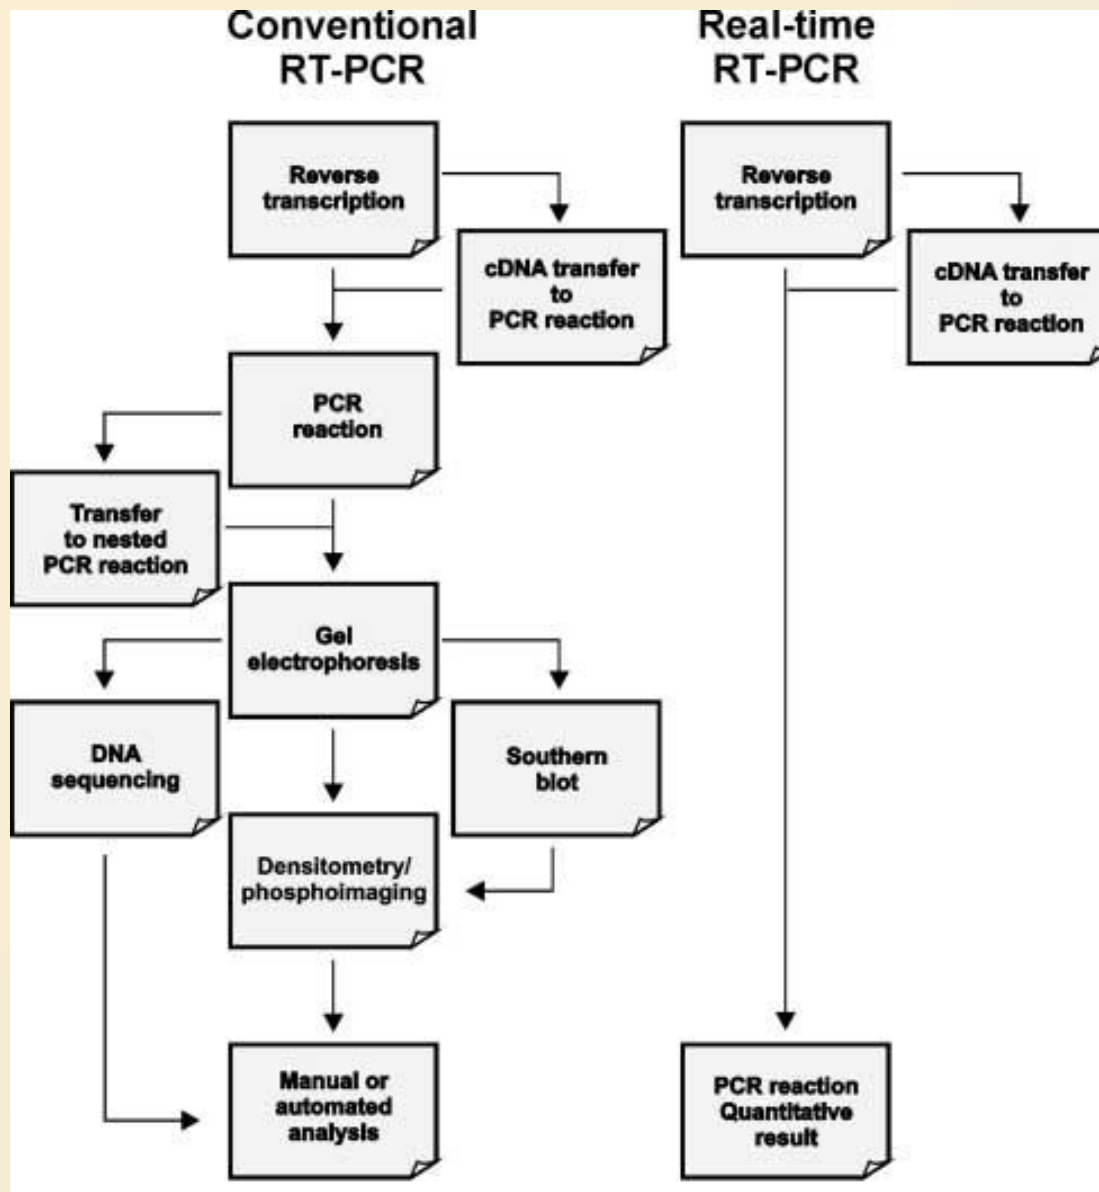 Conventional
RT-PCR
Real-time
RT-PCR
Reverse
transcription
cDNA transfer
to
PCR reaction
PCR
reaction
Transfer
to nested
PCR reaction
Gel
electrophoresis
DNA
sequencing
Southern
blot
Densitometry/
phosphoimaging
Manual or
automated
analysis
Reverse
transcription
cDNA transfer
to
PCR reaction
PCR reaction
Quantitative
result